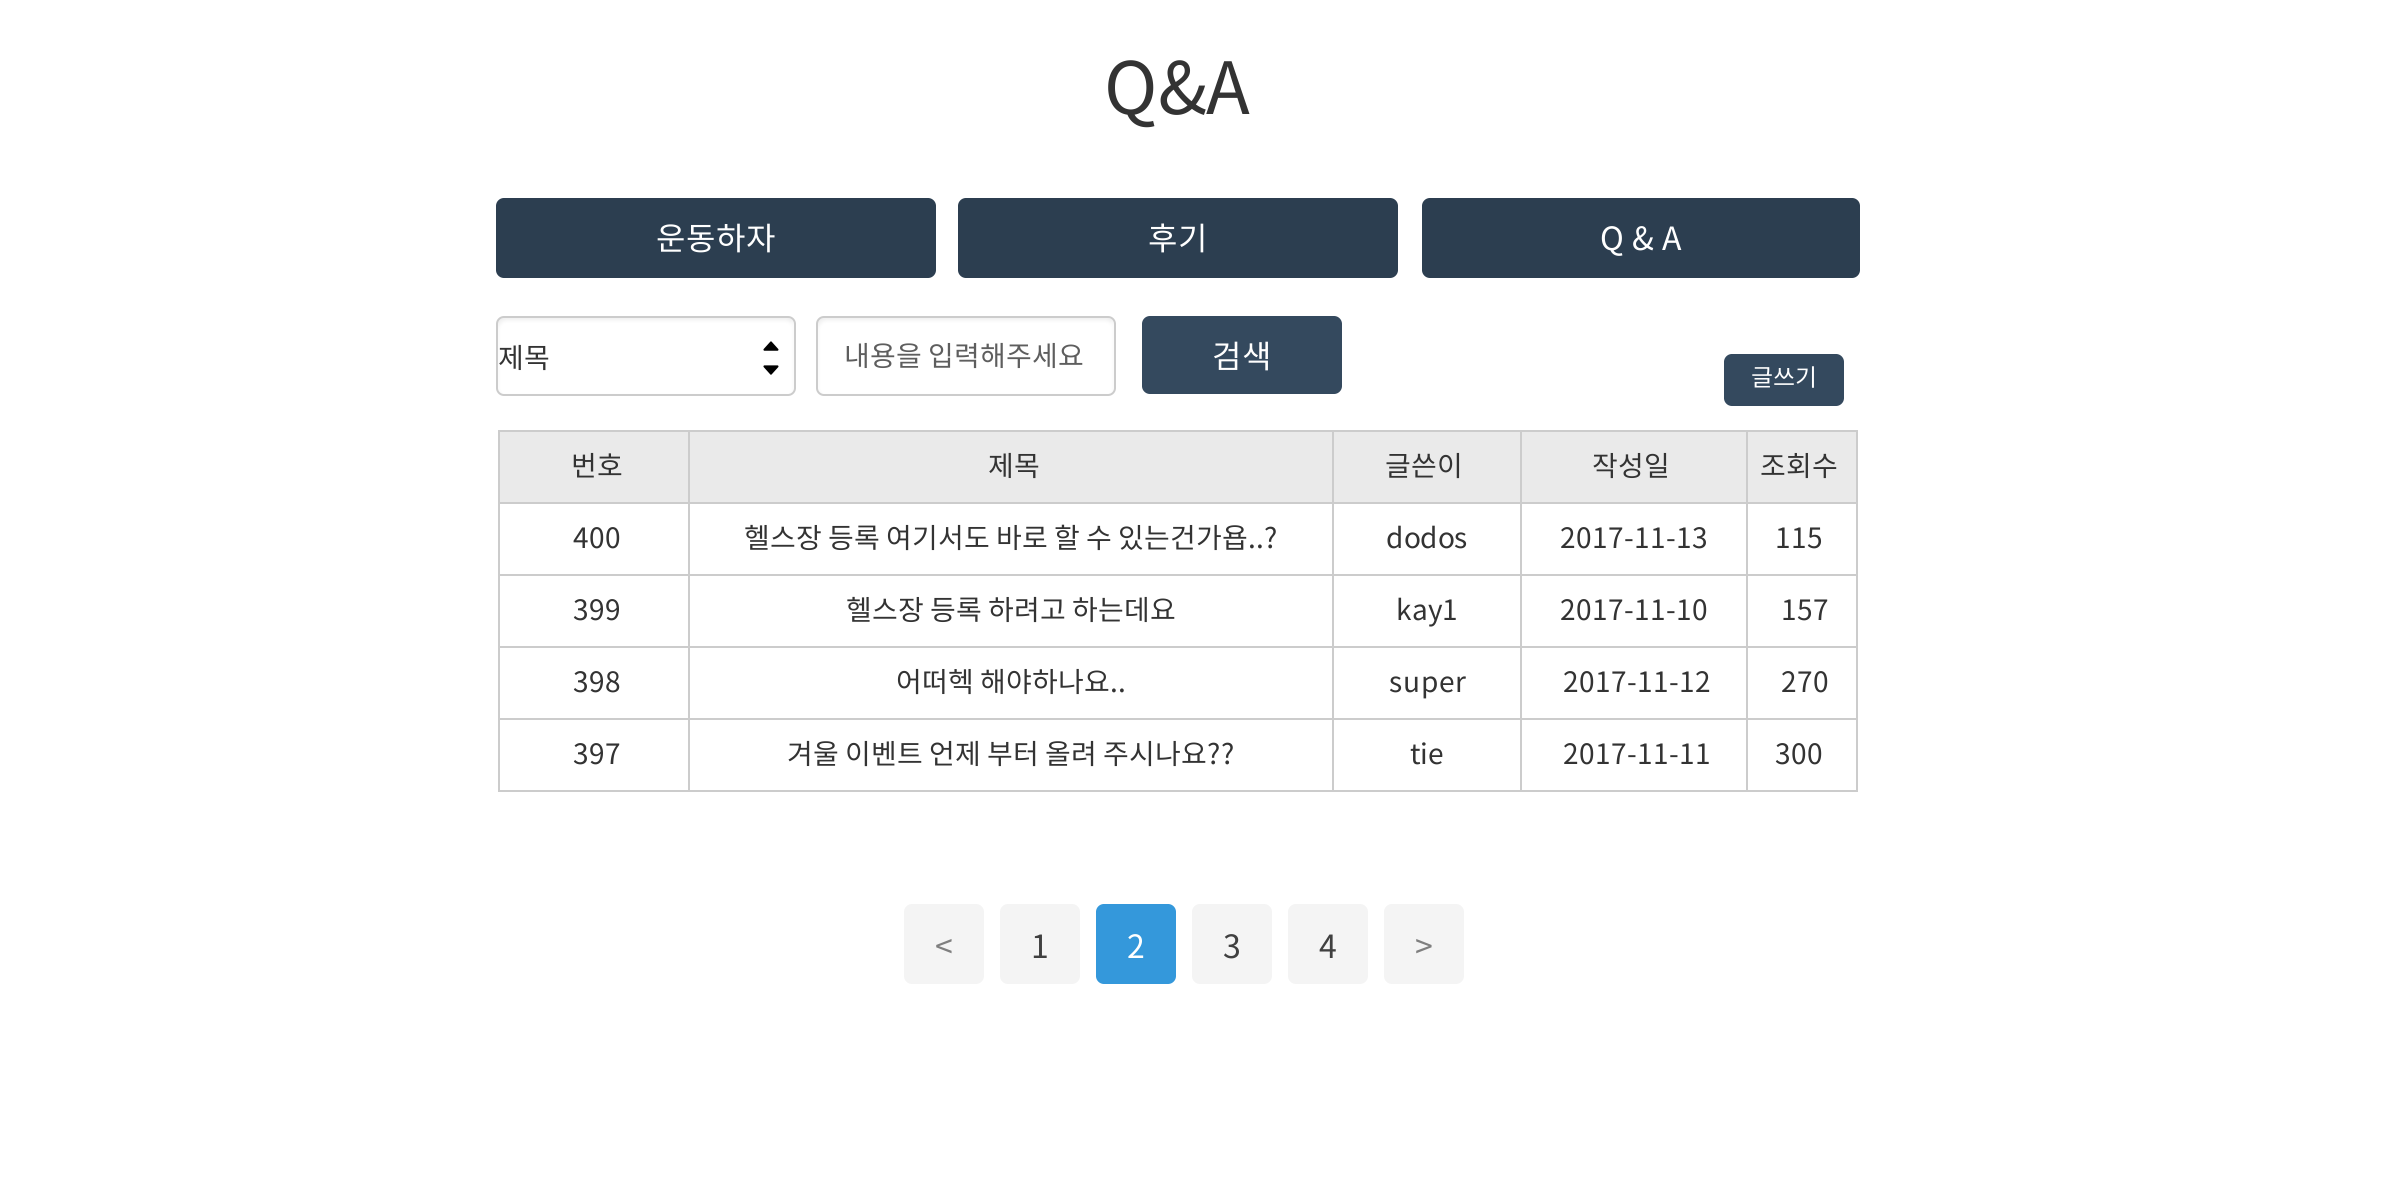 Q&A
운동하자 후기 Q & A
제목 내용을 입력해주세요 검색
글쓰기
번호 제목 글쓴이 작성일 조회수
400 헬스장 등록 여기서도 바로 할 수 있는건가욥..? dodos 2017-11-13 115
399 헬스장 등록 하려고 하는데요 kay1 2017-11-10 157
398 어떠헥 해야하나요.. super 2017-11-12 270
397 겨울 이벤트 언제 부터 올려 주시나요?? tie 2017-11-11 300
< 1 2 3 4 >